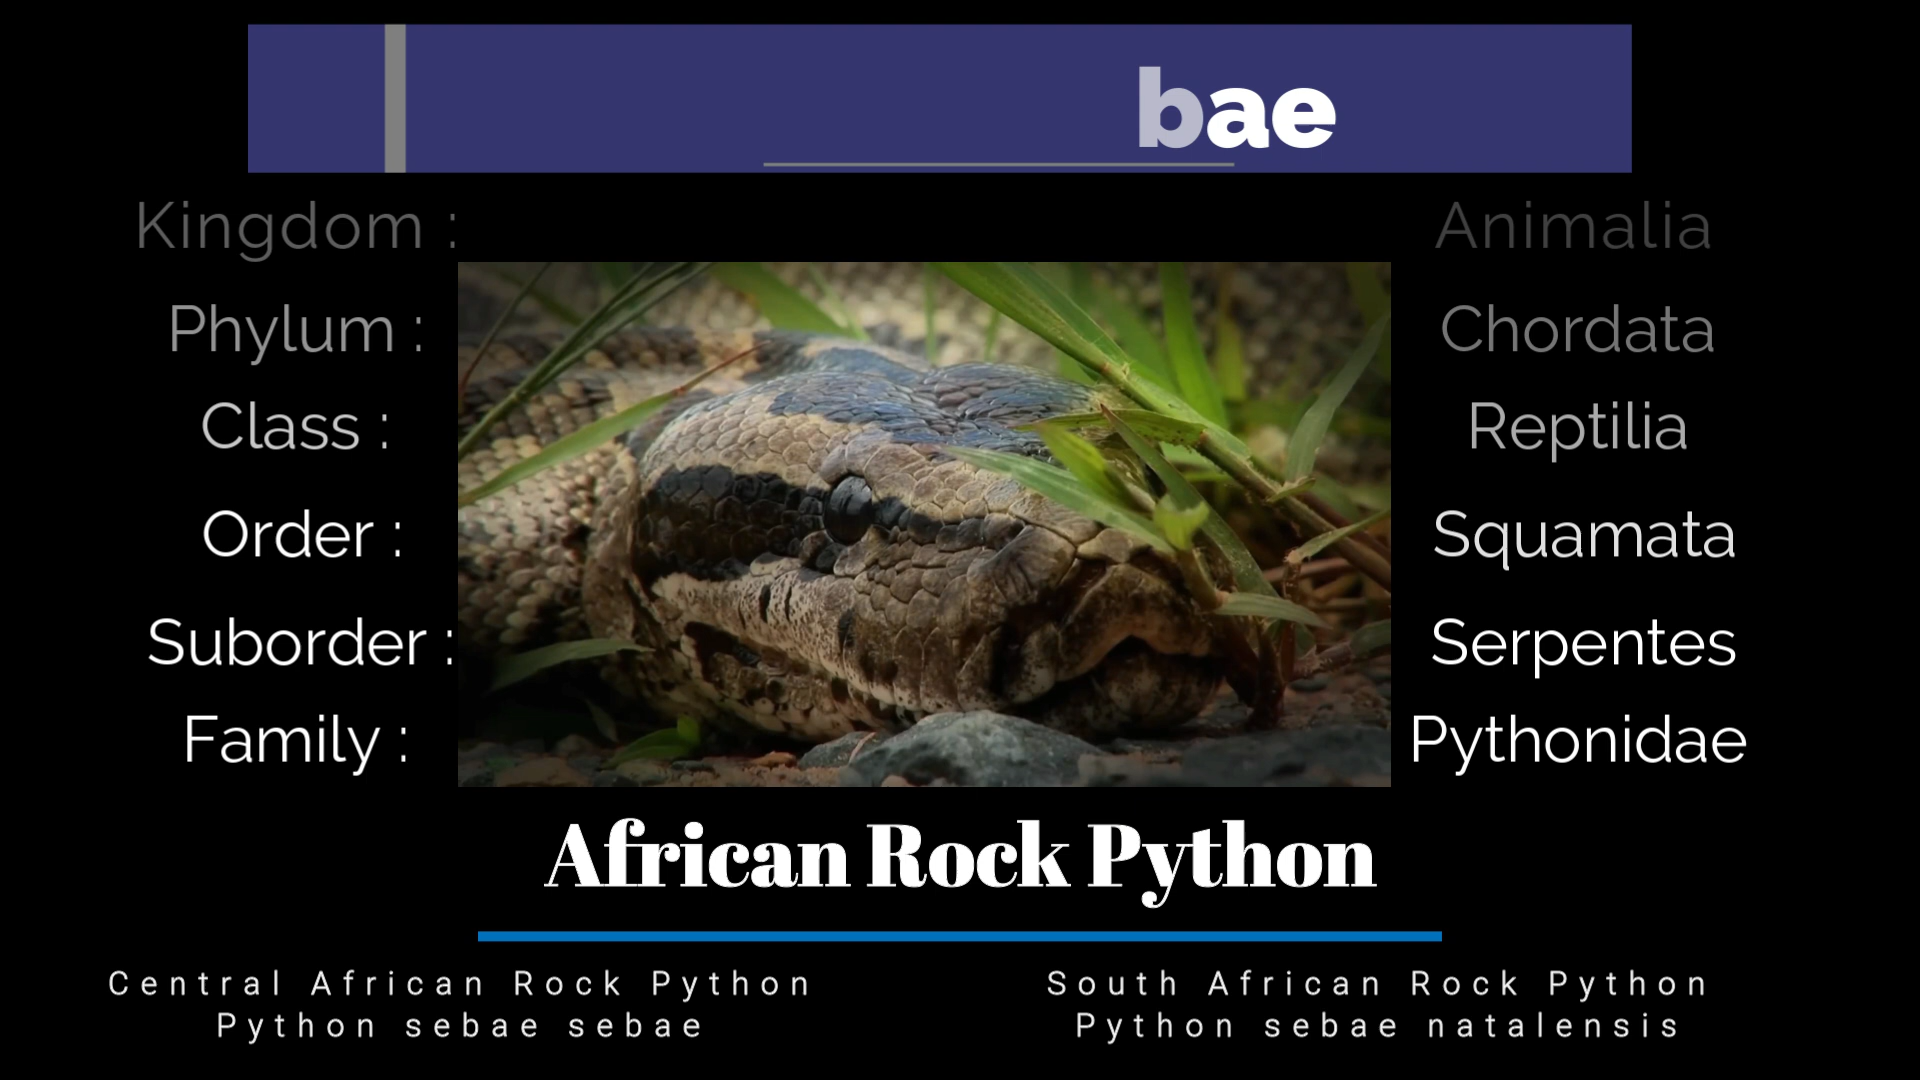 bae
Kingdom : Animalia
Phylum : Chordata
Class : Reptilia
Order : Squamata
Suborder : Serpentes
Family : Pythonidae
African Rock Python
Central African Rock Python
Python sebae sebae
South African Rock Python
Python sebae natalensis